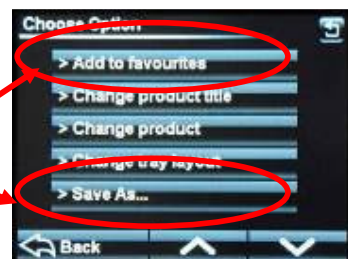 Choose Option
> Add to favourites
> Change product title
> Change product
> Change tray layout
> Save As...
Back